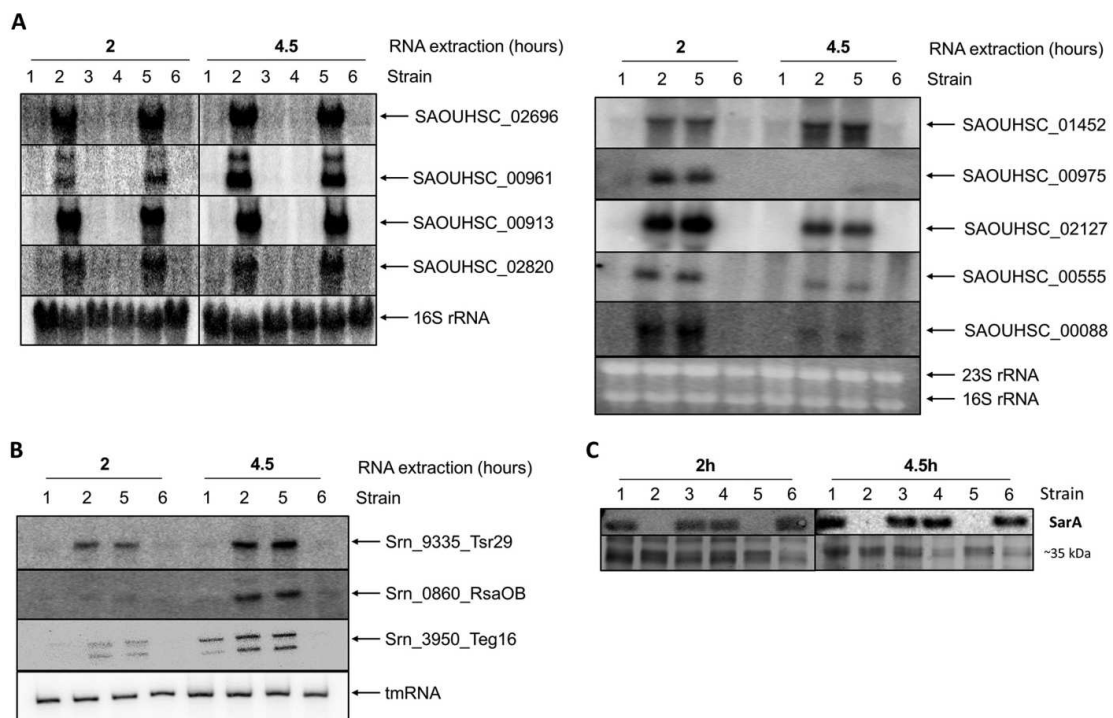 A
2 4.5 RNA extraction (hours)
1 2 3 4 5 6 1 2 3 4 5 6 Strain
SAOUHSC_02696
SAOUHSC_00961
SAOUHSC_00913
SAOUHSC_02820
16S rRNA
2 4.5 RNA extraction (hours)
1 2 5 6 1 2 5 6 Strain
SAOUHSC_01452
SAOUHSC_00975
SAOUHSC_02127
SAOUHSC_00555
SAOUHSC_00088
23S rRNA
16S rRNA
B
2 4.5 RNA extraction (hours)
1 2 5 6 1 2 5 6 Strain
Srn_9335_Tsr29
Srn_0860_RsaOB
Srn_3950_Teg16
tmRNA
C
2h 4.5h
1 2 3 4 5 6 1 2 3 4 5 6 Strain
SarA
~35 kDa